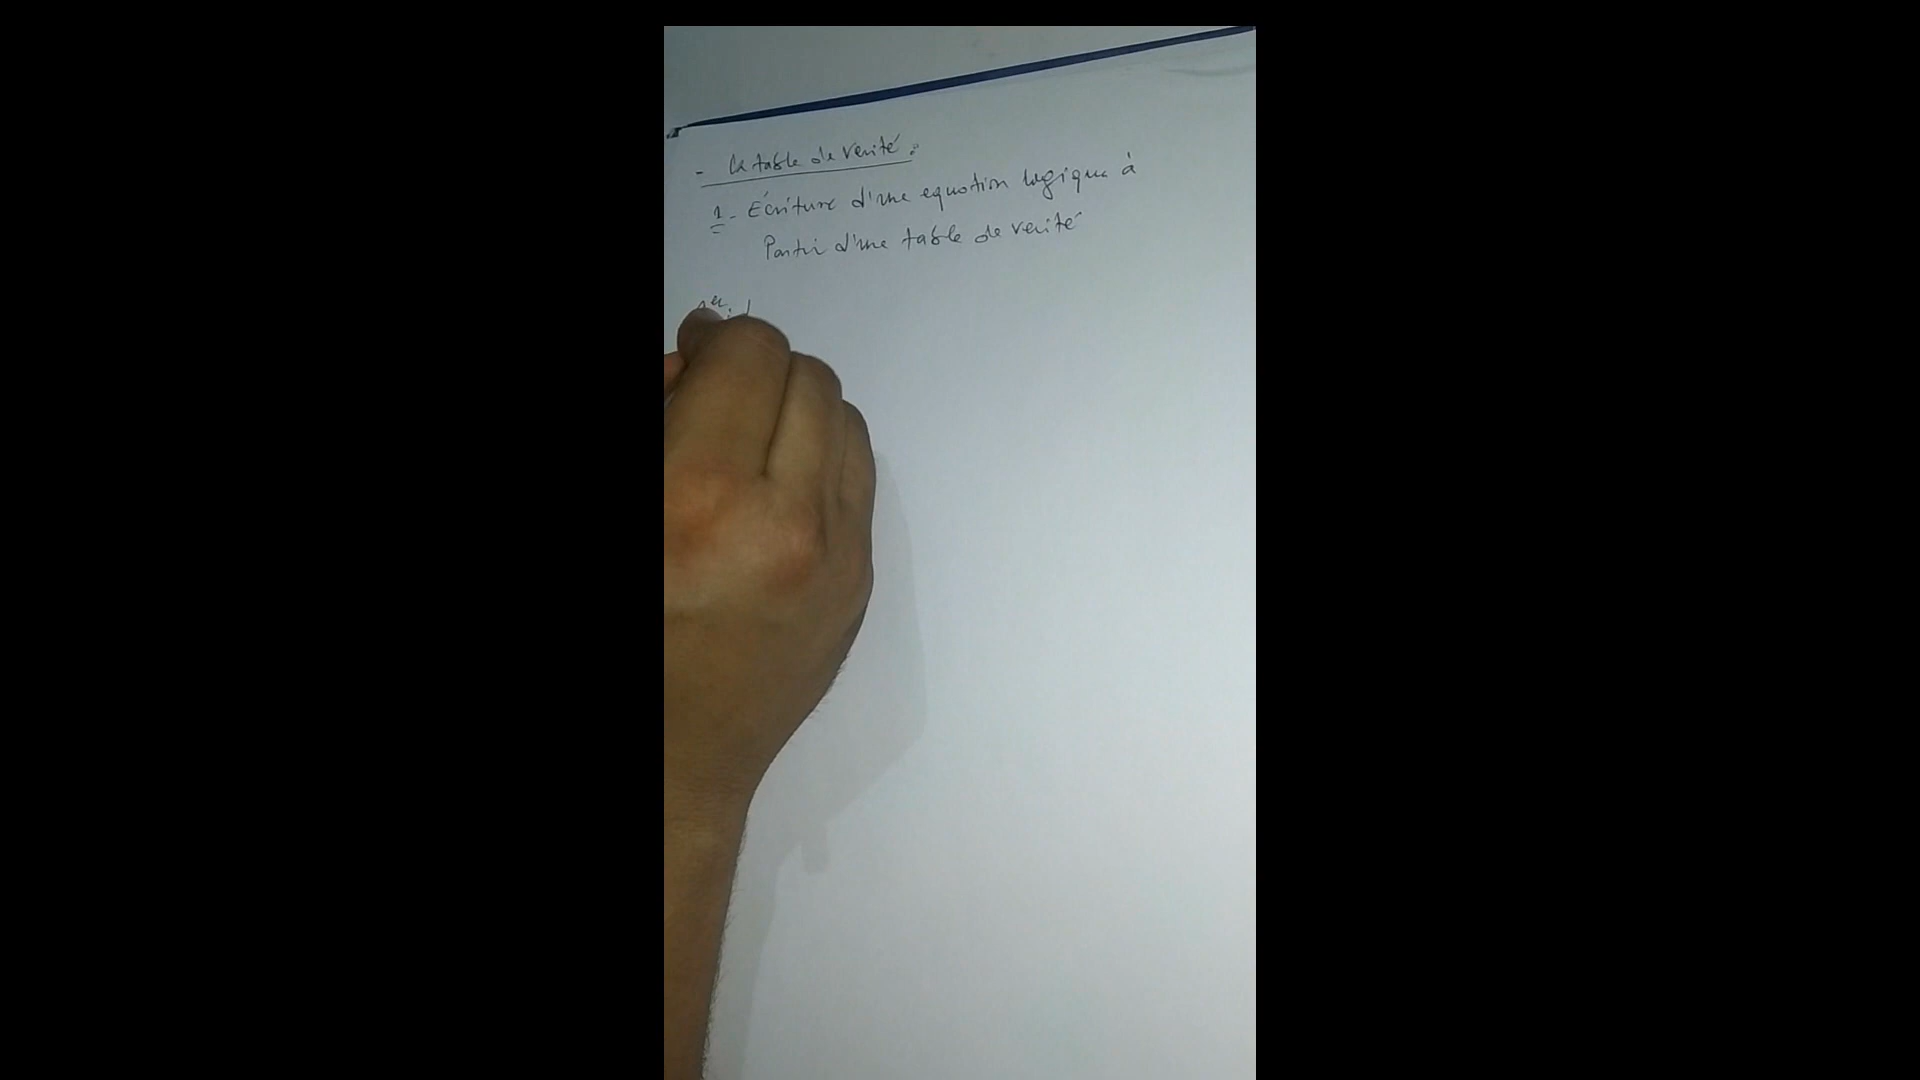 - la table de verité :
1 - Écriture d'une equation logique à
Partir d'une table de verité